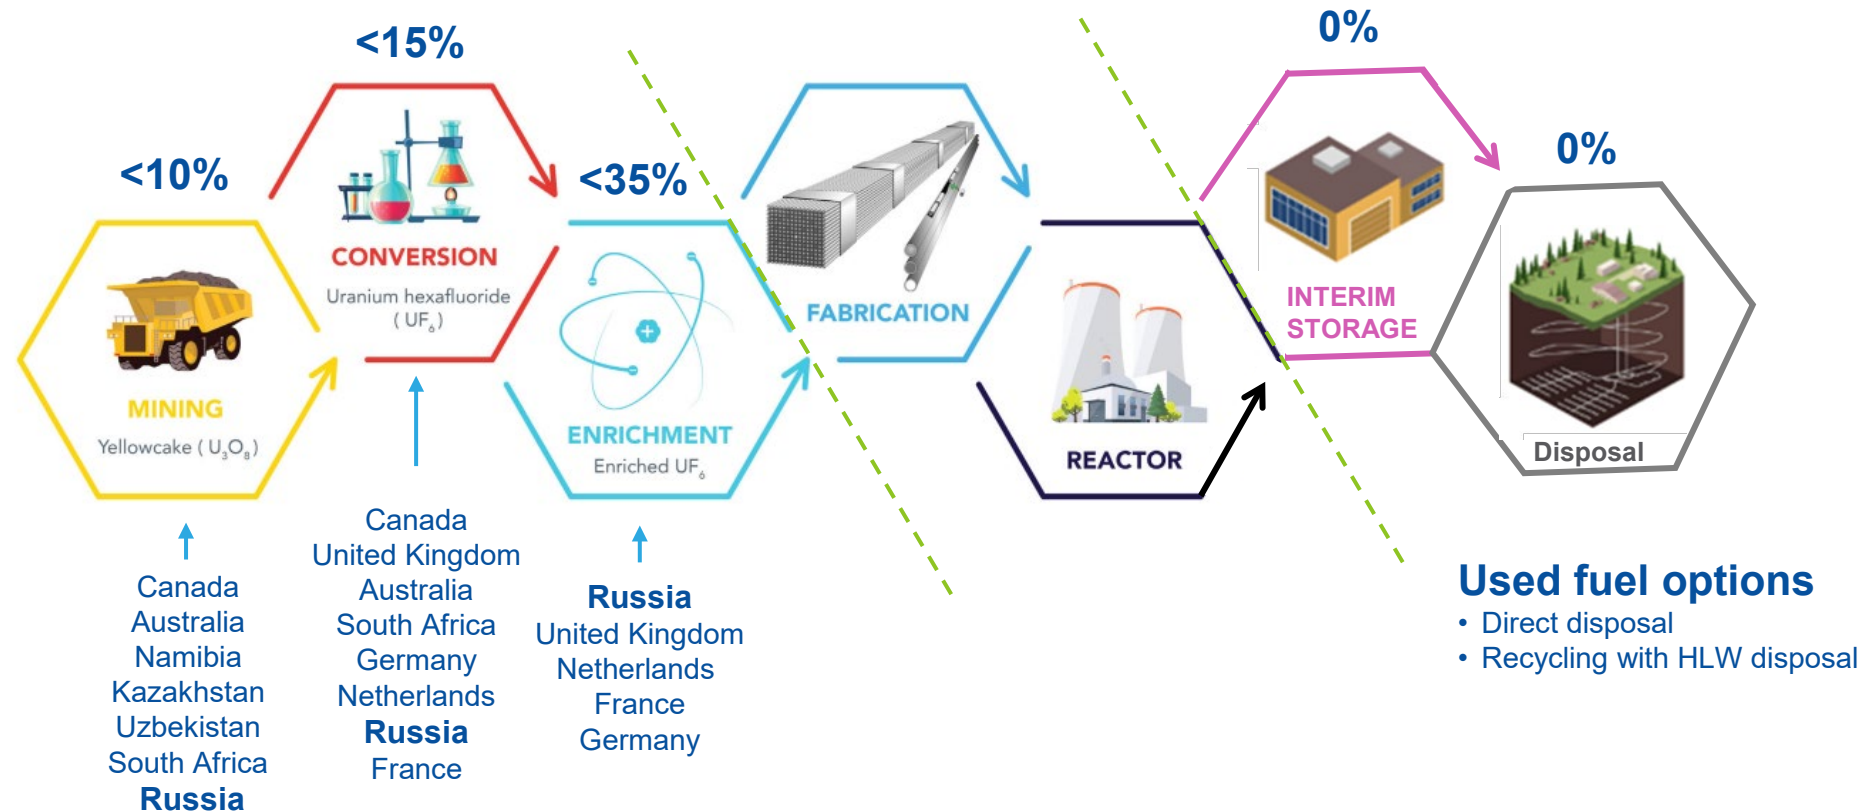 <10%
MINING
Yellowcake ( U₃O₈)
Canada
Australia
Namibia
Kazakhstan
Uzbekistan
South Africa
Russia
<15%
CONVERSION
Uranium hexafluoride
( UF₆)
Canada
United Kingdom
Australia
South Africa
Germany
Netherlands
Russia
France
<35%
ENRICHMENT
Enriched UF₆
Russia
United Kingdom
Netherlands
France
Germany
FABRICATION
REACTOR
0%
INTERIM
STORAGE
0%
Disposal
Used fuel options
• Direct disposal
• Recycling with HLW disposal